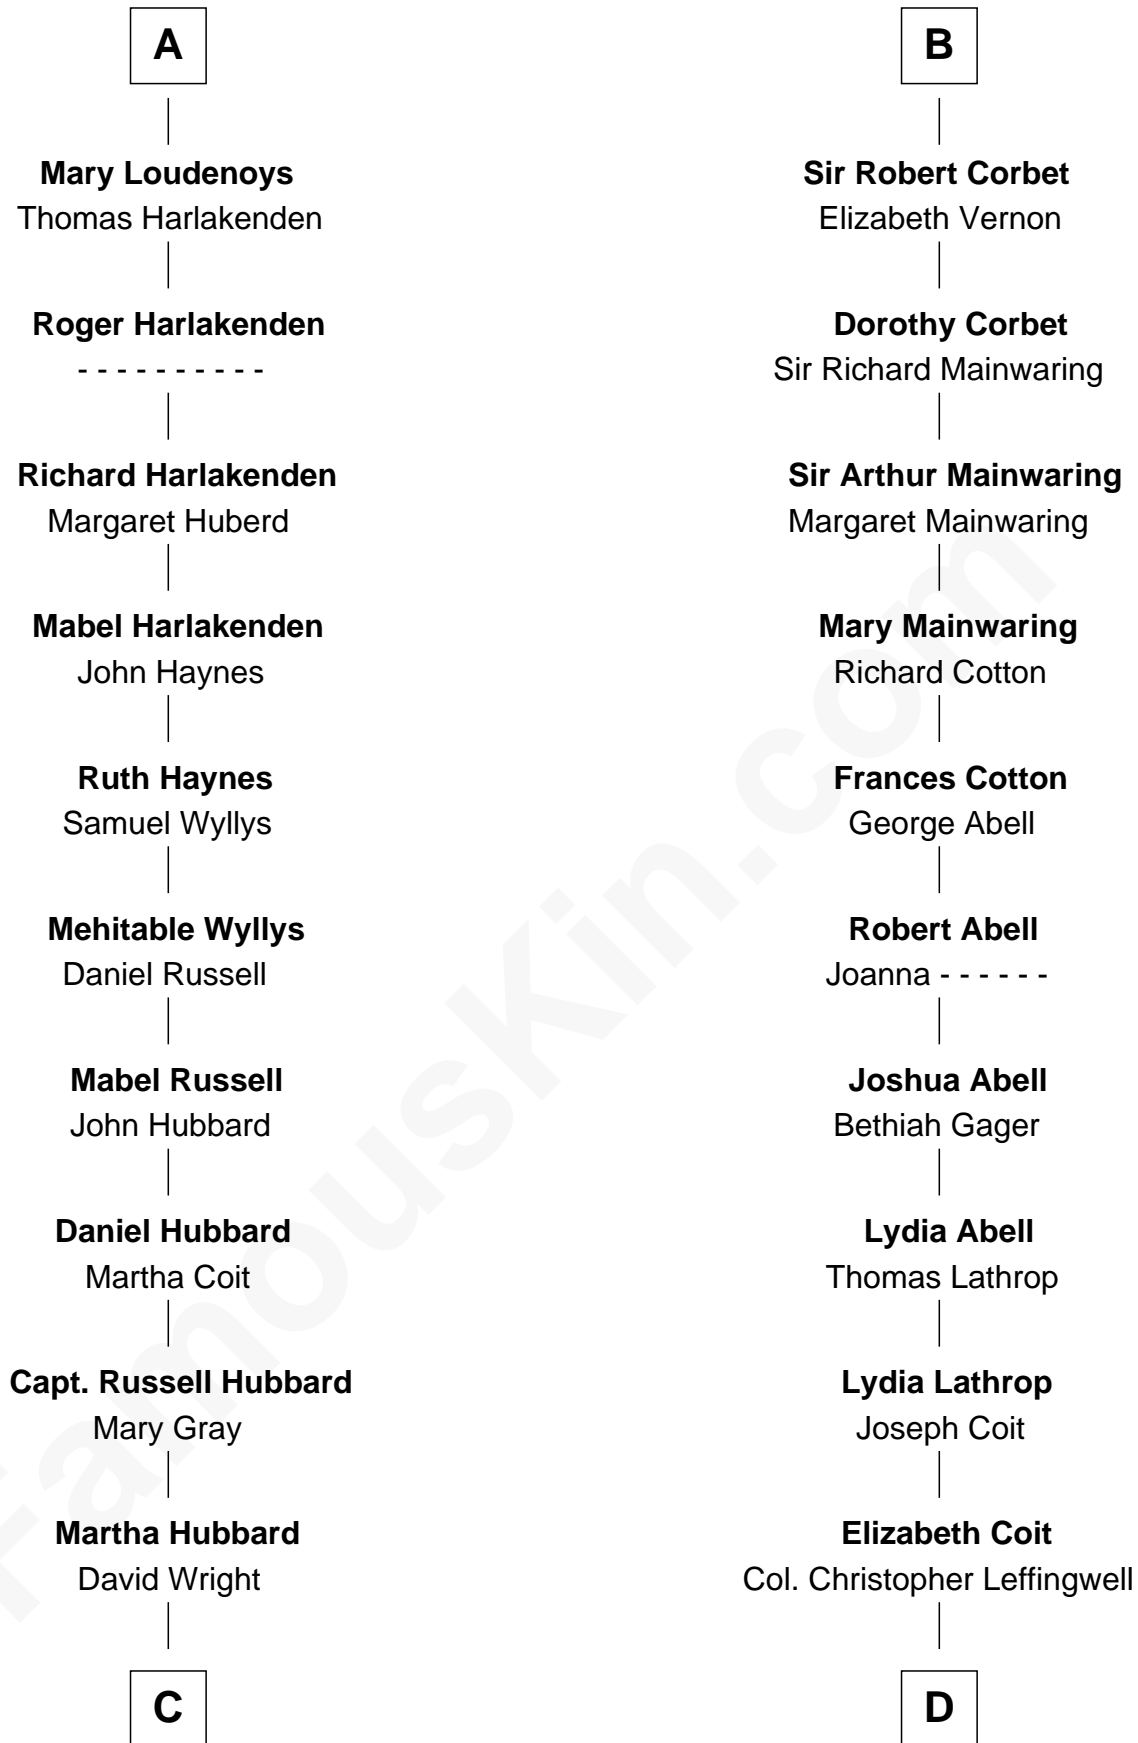 A
Mary Loudenoys
Thomas Harlakenden
Roger Harlakenden
- - - - - - - - - -
Richard Harlakenden
Margaret Huberd
Mabel Harlakenden
John Haynes
Ruth Haynes
Samuel Wyllys
Mehitable Wyllys
Daniel Russell
Mabel Russell
John Hubbard
Daniel Hubbard
Martha Coit
Capt. Russell Hubbard
Mary Gray
Martha Hubbard
David Wright
C
B
Sir Robert Corbet
Elizabeth Vernon
Dorothy Corbet
Sir Richard Mainwaring
Sir Arthur Mainwaring
Margaret Mainwaring
Mary Mainwaring
Richard Cotton
Frances Cotton
George Abell
Robert Abell
Joanna - - - - - -
Joshua Abell
Bethiah Gager
Lydia Abell
Thomas Lathrop
Lydia Lathrop
Joseph Coit
Elizabeth Coit
Col. Christopher Leffingwell
D
FamousKin.com